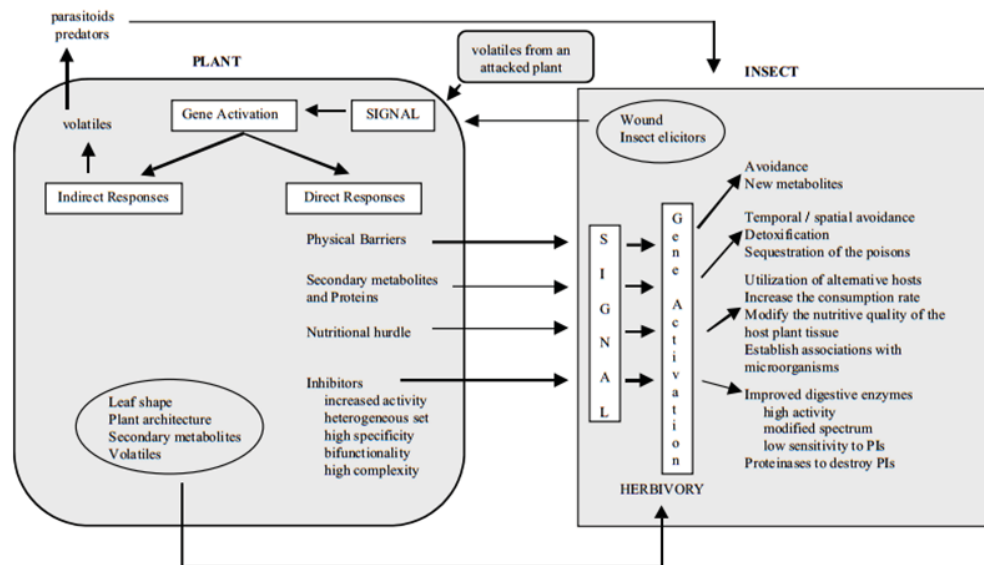 parasitoids
predators
PLANT
volatiles from an
attacked plant
INSECT
volatiles
Gene Activation
SIGNAL
Wound
Insect elicitors
Indirect Responses
Direct Responses
Physical Barriers
Secondary metabolites
and Proteins
Nutritional hurdle
Inhibitors
increased activity
heterogeneous set
high specificity
bifunctionality
high complexity
Leaf shape
Plant architecture
Secondary metabolites
Volatiles
SIGNAL
Gene Activation
Avoidance
New metabolites
Temporal / spatial avoidance
Detoxification
Sequestration of the poisons
Utilization of alternative hosts
Increase the consumption rate
Modify the nutritive quality of the
host plant tissue
Establish associations with
microorganisms
Improved digestive enzymes
high activity
modified spectrum
low sensitivity to PIs
Proteinases to destroy PIs
HERBIVORY